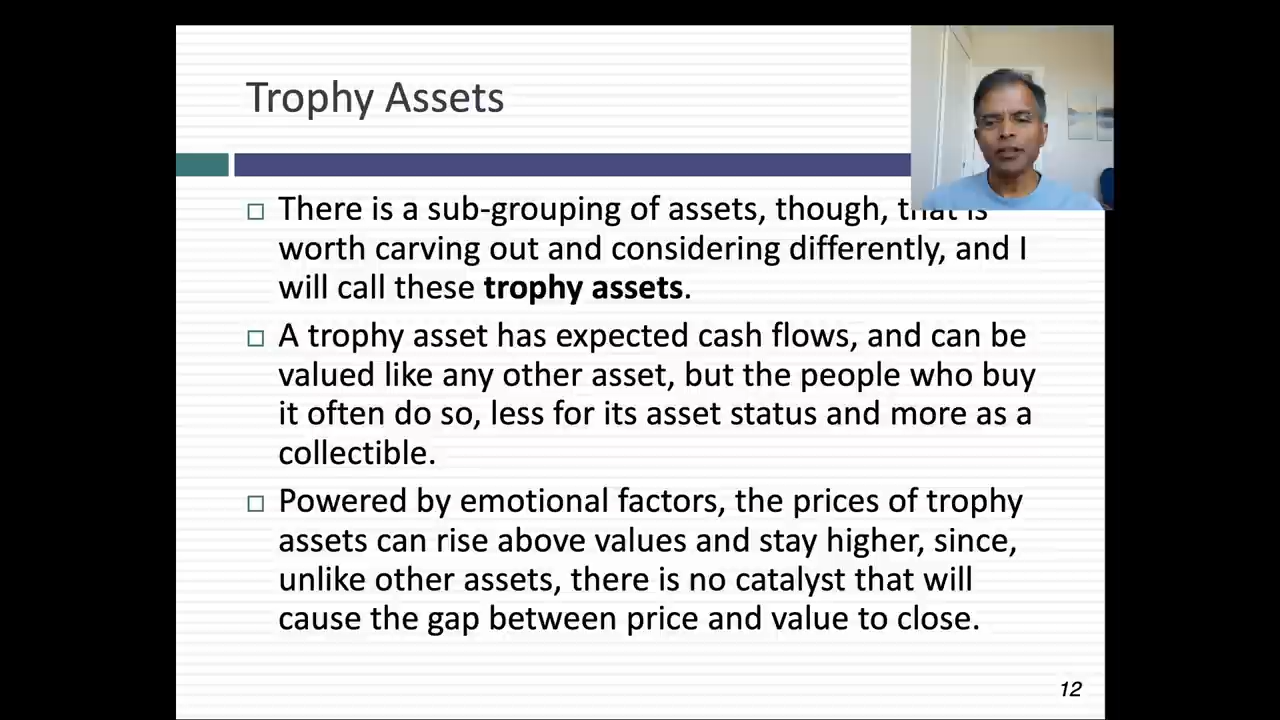 Trophy Assets
There is a sub-grouping of assets, though, that is
worth carving out and considering differently, and I
will call these trophy assets.
A trophy asset has expected cash flows, and can be
valued like any other asset, but the people who buy
it often do so, less for its asset status and more as a
collectible.
Powered by emotional factors, the prices of trophy
assets can rise above values and stay higher, since,
unlike other assets, there is no catalyst that will
cause the gap between price and value to close.
12